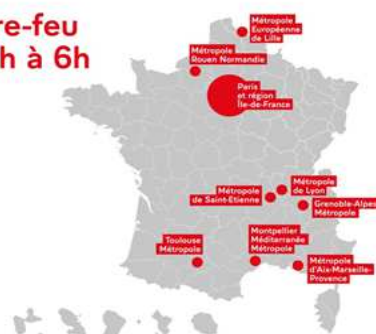 re-feu
h à 6h
Métropole
Européenne
de Lille
Métropole
Rouen Normandie
Paris
et région
Île-de-France
Métropole
de Lyon
Métropole
de Saint-Etienne
Grenoble-Alpes
Métropole
Toulouse
Métropole
Montpellier
Méditerranée
Métropole
Métropole
d'Aix-Marseille-
Provence